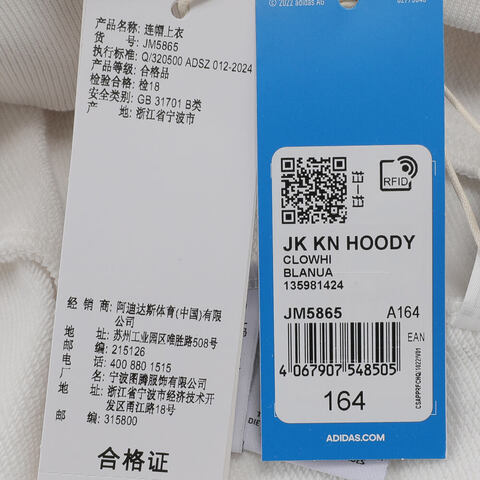 产品名称: 连帽上衣
货 号: JM5865
执行标准: Q/320500 ADSZ 012-2024
产品等级: 合格品
检验合格: 检18
安全类别: GB 31701 B类
产 地: 浙江省宁波市
经 销 商: 阿迪达斯体育(中国)有限
公司
地 址: 苏州工业园区唯胜路508号
邮 编: 215126
电 话: 400 880 1515
厂 名: 宁波图腾服饰有限公司
厂 址: 浙江省宁波市经济技术开
发区甬江路18号
邮 编: 315800
合格证
© 2022 adidas AG
RFID
JK KN HOODY
CLOWHI
BLANUA
135981424
JM5865 A164
EAN
4 067907 548505
164
ADIDAS.COM